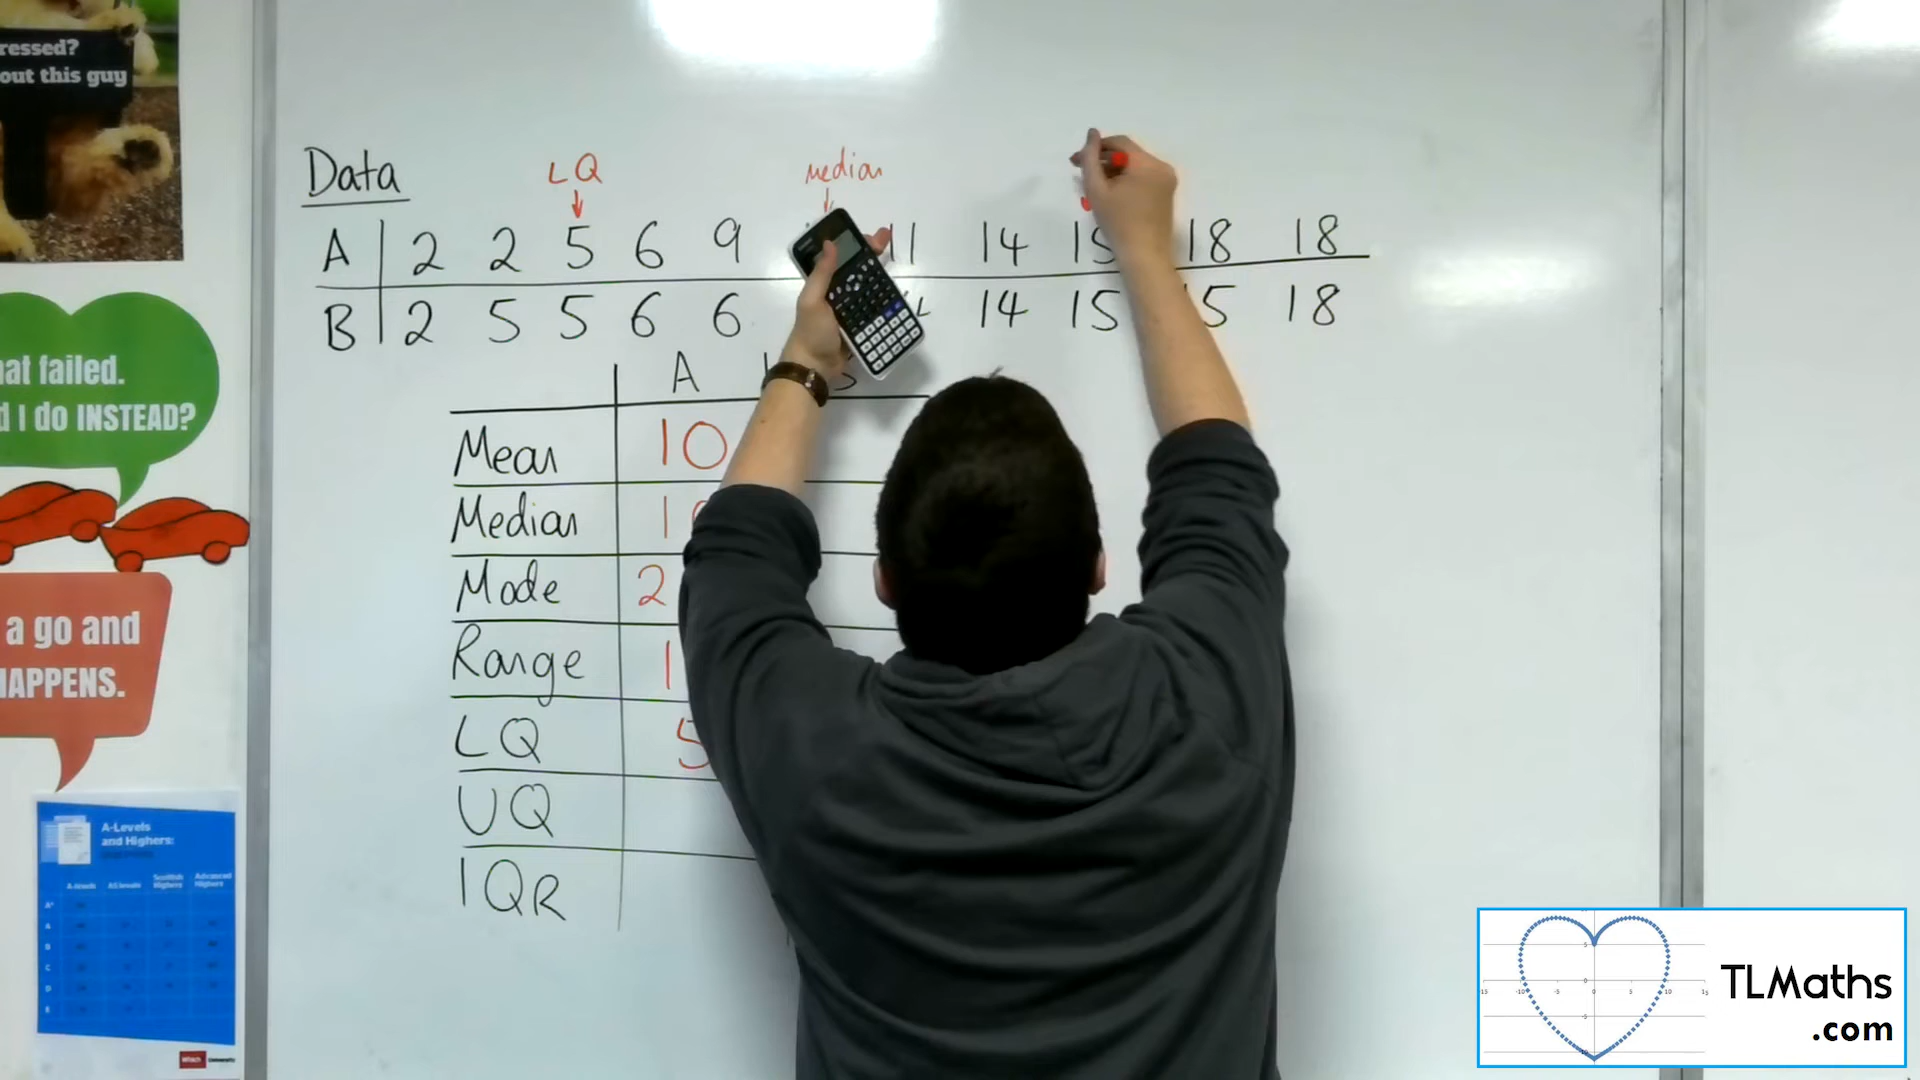 ressed?
out this guy
Data
LQ
median
A 2 2 5 6 9 11 14 15 18 18
B 2 5 5 6 6 14 15 5 18
A
Mean 10
Median 1
Mode 2
Range 1
LQ 5
UQ
IQR
at failed.
d I do INSTEAD?
a go and
HAPPENS.
A-Levels
and Highers:
TLMaths
.com